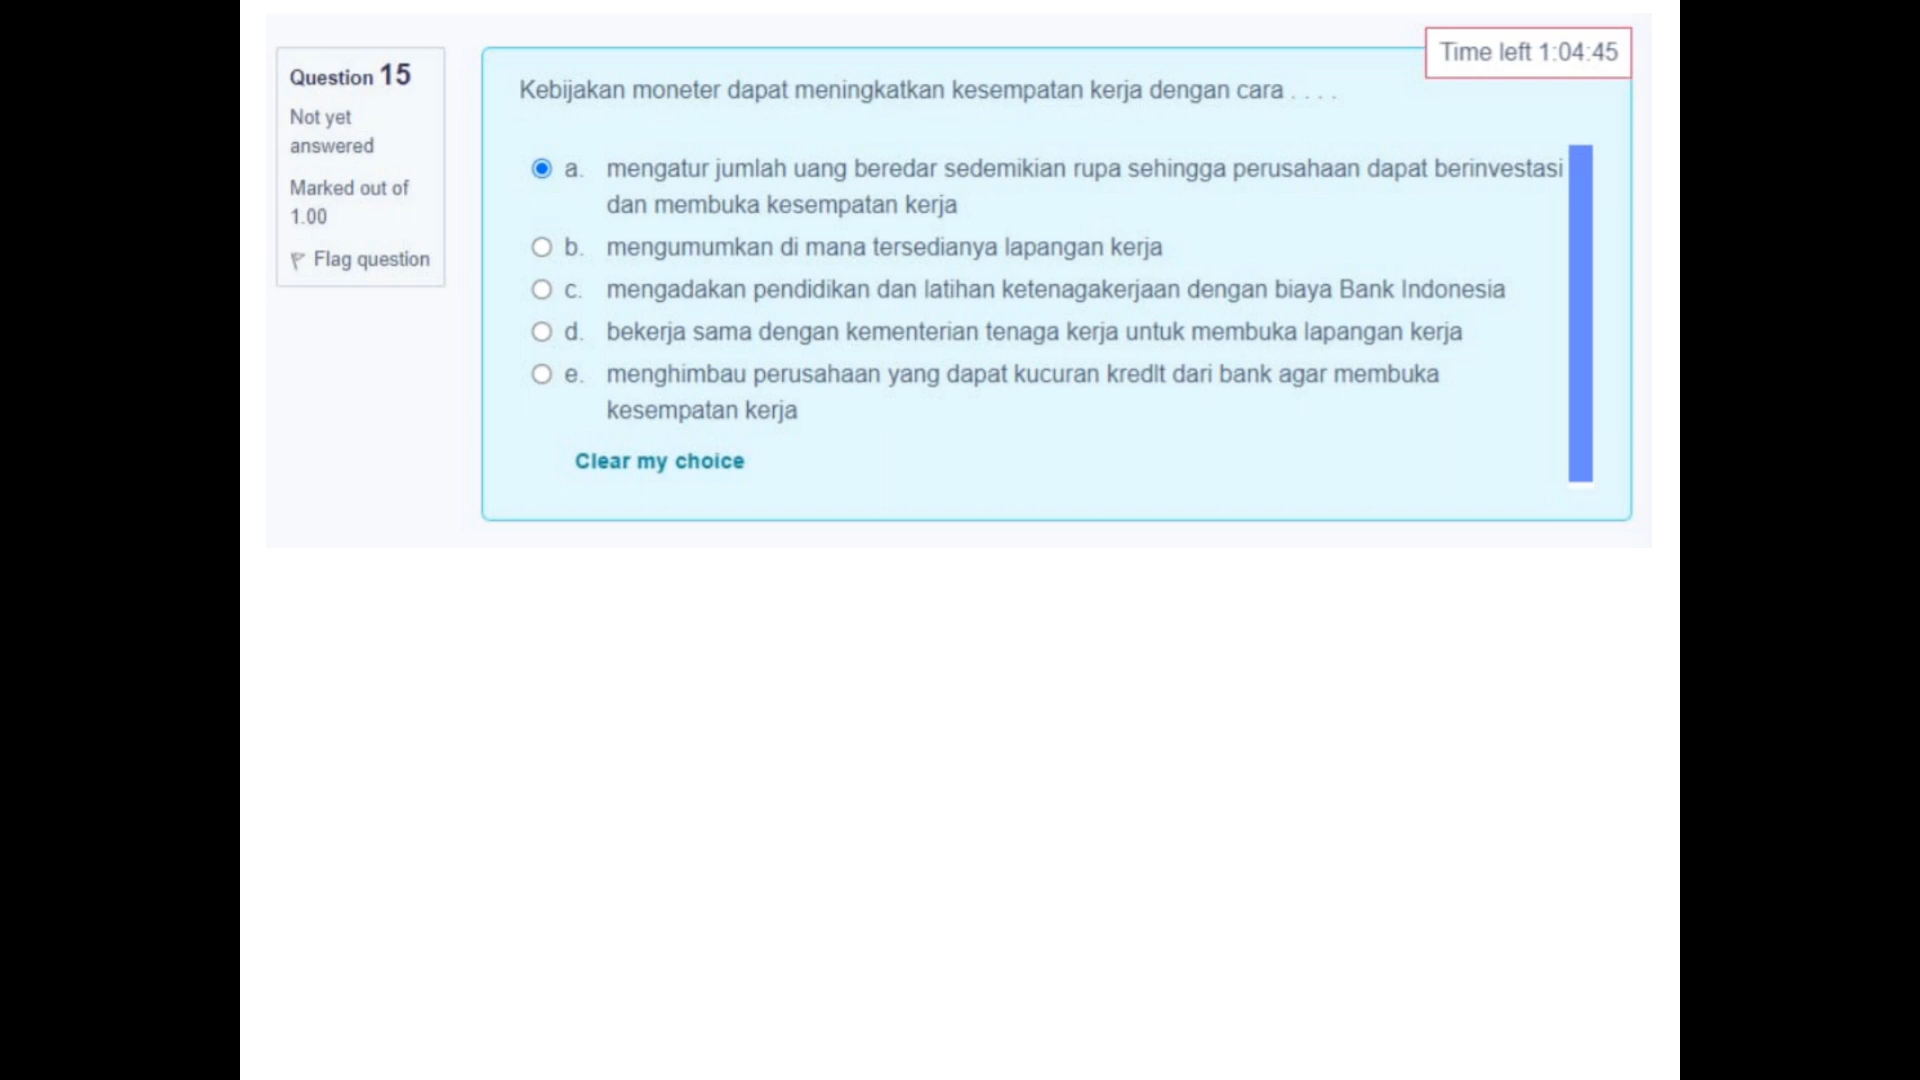 Question 15
Not yet
answered
Marked out of
1.00
Flag question
Time left 1:04:45
Kebijakan moneter dapat meningkatkan kesempatan kerja dengan cara . . . .
a. mengatur jumlah uang beredar sedemikian rupa sehingga perusahaan dapat berinvestasi
dan membuka kesempatan kerja
b. mengumumkan di mana tersedianya lapangan kerja
c. mengadakan pendidikan dan latihan ketenagakerjaan dengan biaya Bank Indonesia
d. bekerja sama dengan kementerian tenaga kerja untuk membuka lapangan kerja
e. menghimbau perusahaan yang dapat kucuran kredIt dari bank agar membuka
kesempatan kerja
Clear my choice